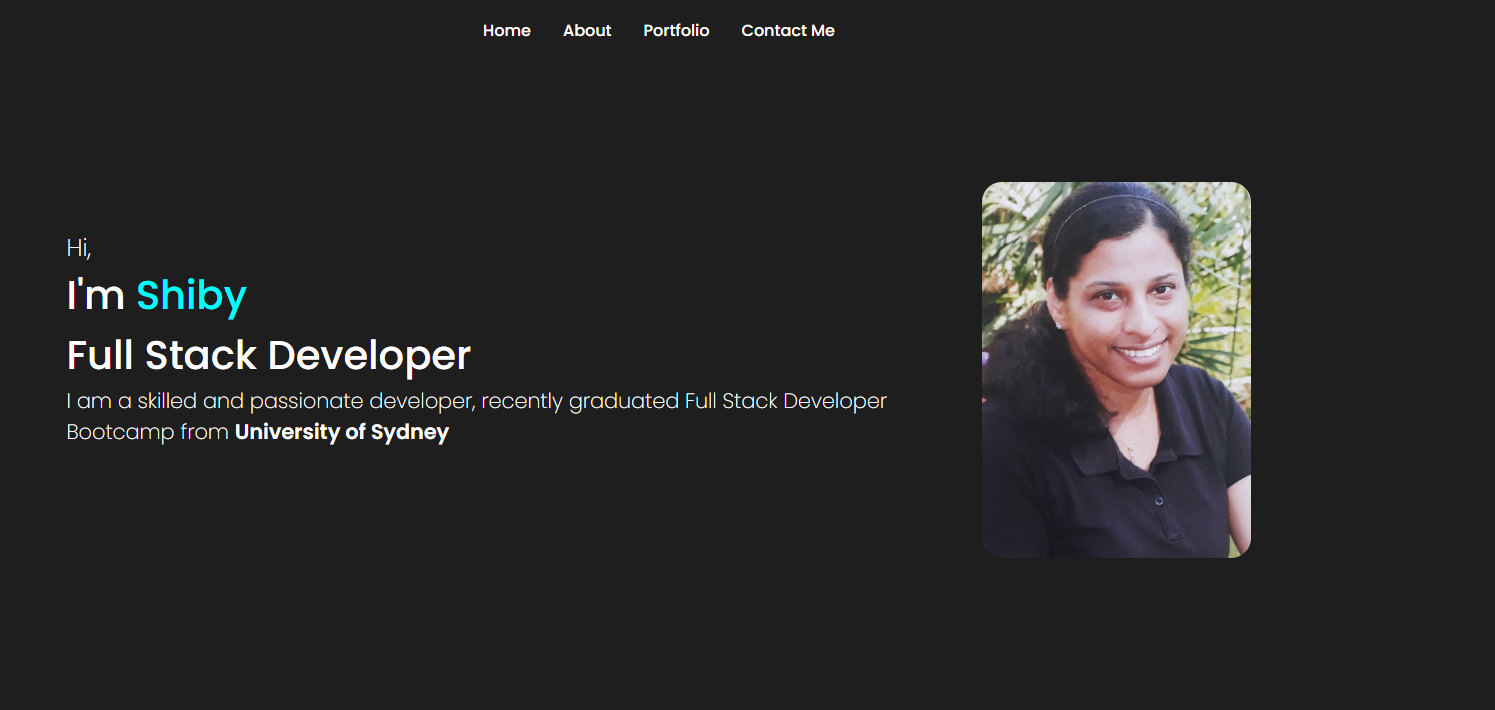 Home About Portfolio Contact Me
Hi,
I'm Shiby
Full Stack Developer
I am a skilled and passionate developer, recently graduated Full Stack Developer
Bootcamp from University of Sydney